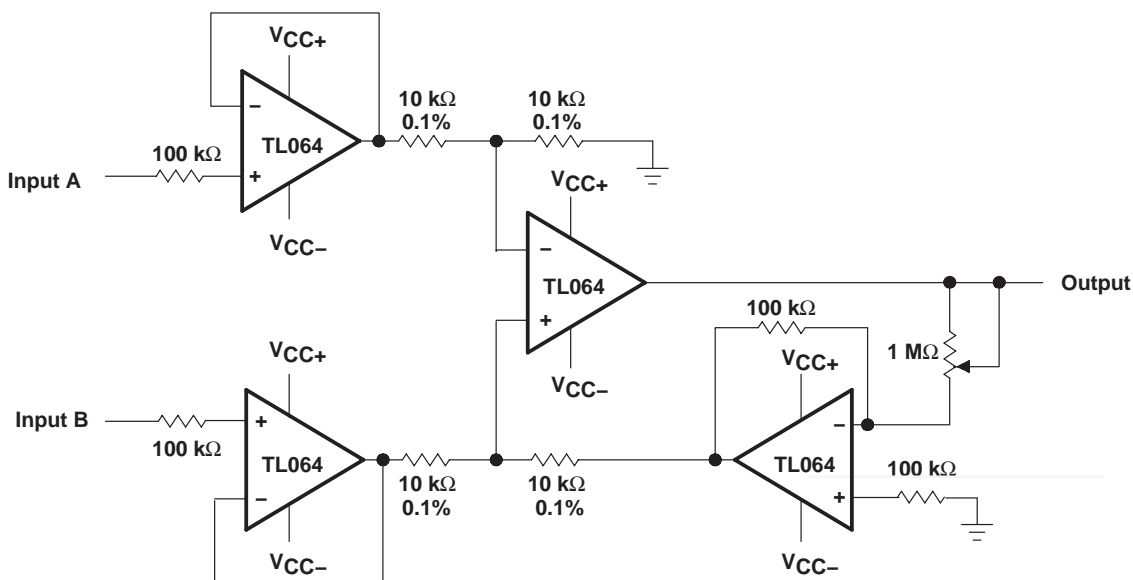 VCC+
−
TL064
+
VCC−
100 kΩ
Input A
10 kΩ
0.1%
10 kΩ
0.1%
VCC+
−
TL064
+
VCC−
Output
100 kΩ
1 MΩ
VCC+
−
TL064
+
VCC−
100 kΩ
Input B
100 kΩ
VCC+
+
TL064
−
VCC−
10 kΩ
0.1%
10 kΩ
0.1%